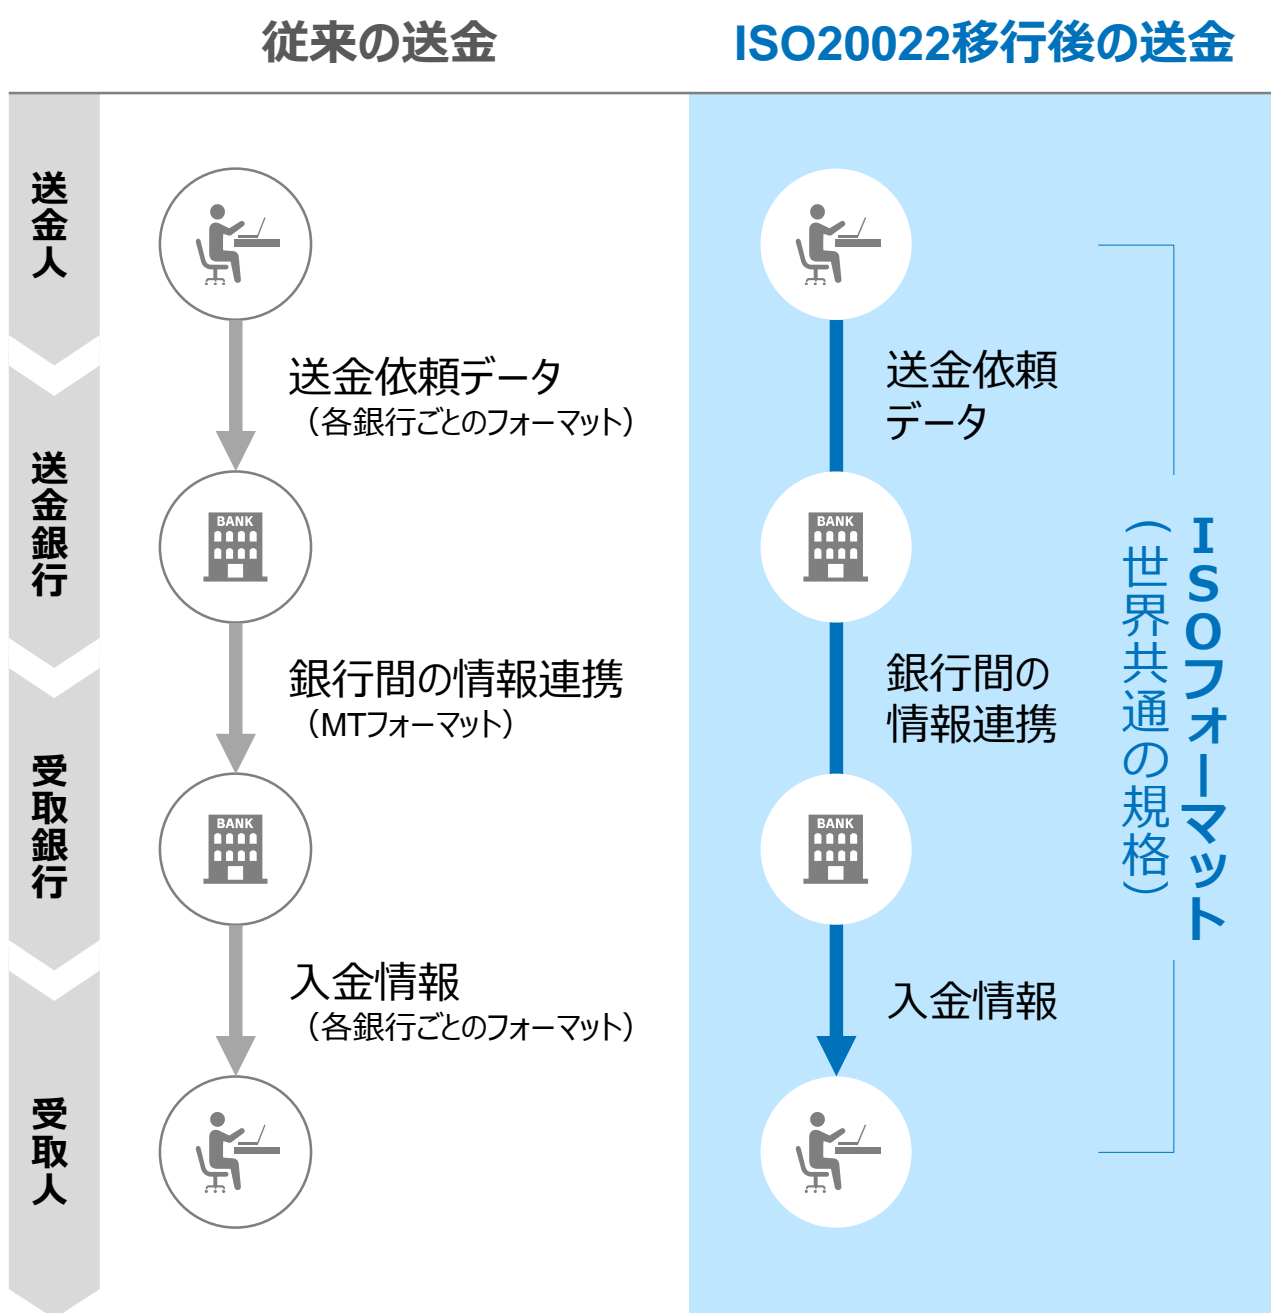 従来の送金
ISO20022移行後の送金
送金人
送金銀行
受取銀行
受取人
送金依頼データ
（各銀行ごとのフォーマット）
BANK
銀行間の情報連携
（MTフォーマット）
BANK
入金情報
（各銀行ごとのフォーマット）
送金依頼
データ
BANK
銀行間の
情報連携
BANK
入金情報
ISOフォーマット
（世界共通の規格）